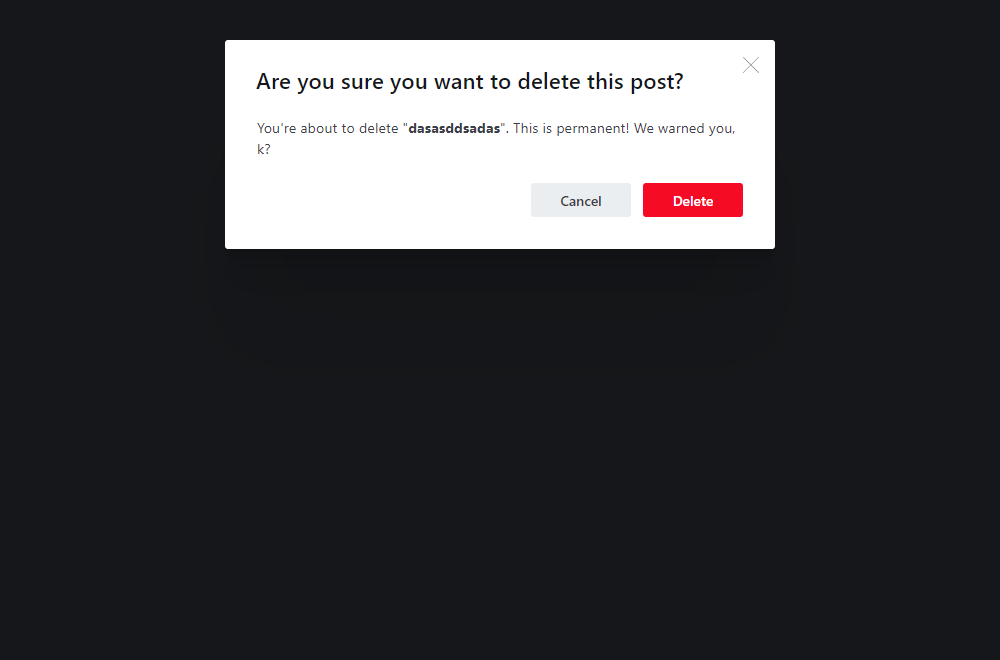 Are you sure you want to delete this post?
You're about to delete "dasasddsadas". This is permanent! We warned you,
k?
Cancel
Delete